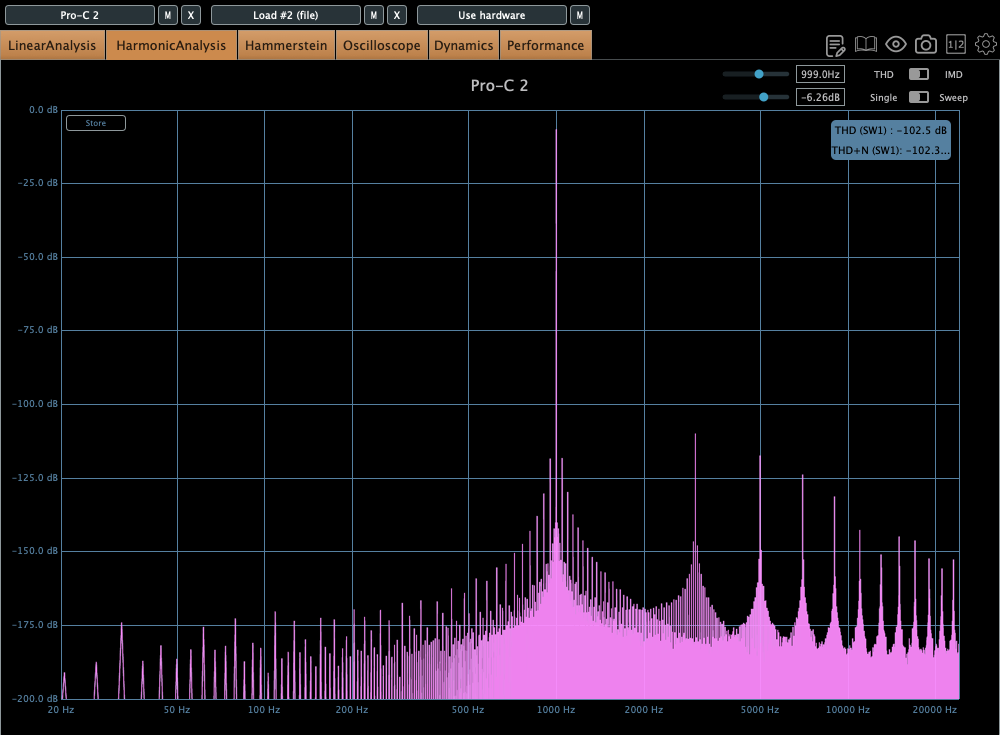 Pro-C 2 M X Load #2 (file) M X Use hardware M
LinearAnalysis HarmonicAnalysis Hammerstein Oscilloscope Dynamics Performance
1|2
Pro-C 2
999.0Hz THD IMD
-6.26dB Single Sweep
Store
THD (SW1) : -102.5 dB
THD+N (SW1): -102.3...
0.0 dB
-25.0 dB
-50.0 dB
-75.0 dB
-100.0 dB
-125.0 dB
-150.0 dB
-175.0 dB
-200.0 dB
20 Hz 50 Hz 100 Hz 200 Hz 500 Hz 1000 Hz 2000 Hz 5000 Hz 10000 Hz 20000 Hz